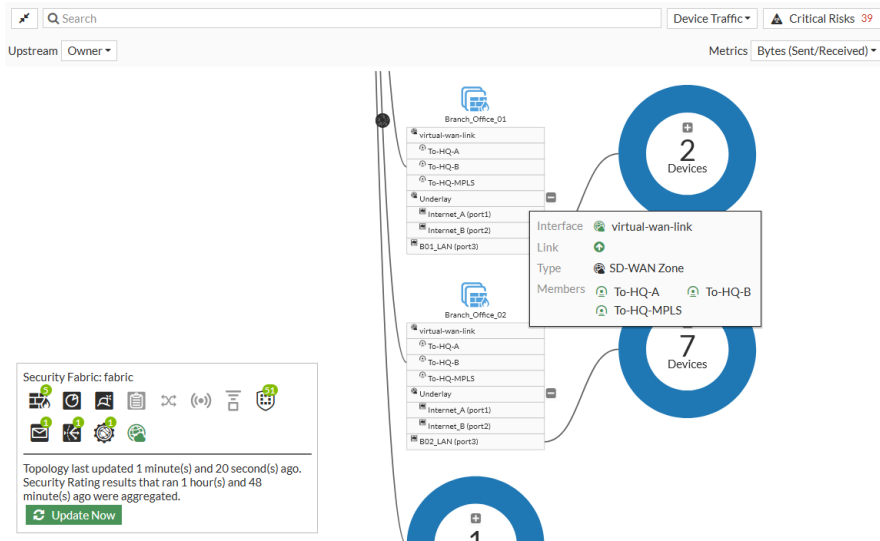 Search
Device Traffic
Critical Risks 39
Upstream Owner
Metrics Bytes (Sent/Received)
Branch_Office_01
virtual-wan-link
To-HQ-A
To-HQ-B
To-HQ-MPLS
Underlay
Internet_A (port1)
Internet_B (port2)
B01_LAN (port3)
2
Devices
Interface virtual-wan-link
Link
Type SD-WAN Zone
Members To-HQ-A To-HQ-B
To-HQ-MPLS
Branch_Office_02
virtual-wan-link
To-HQ-A
To-HQ-B
To-HQ-MPLS
Underlay
Internet_A (port1)
Internet_B (port2)
B02_LAN (port3)
7
Devices
Security Fabric: fabric
5
51
1
1
1
Topology last updated 1 minute(s) and 20 second(s) ago.
Security Rating results that ran 1 hour(s) and 48
minute(s) ago were aggregated.
Update Now
1